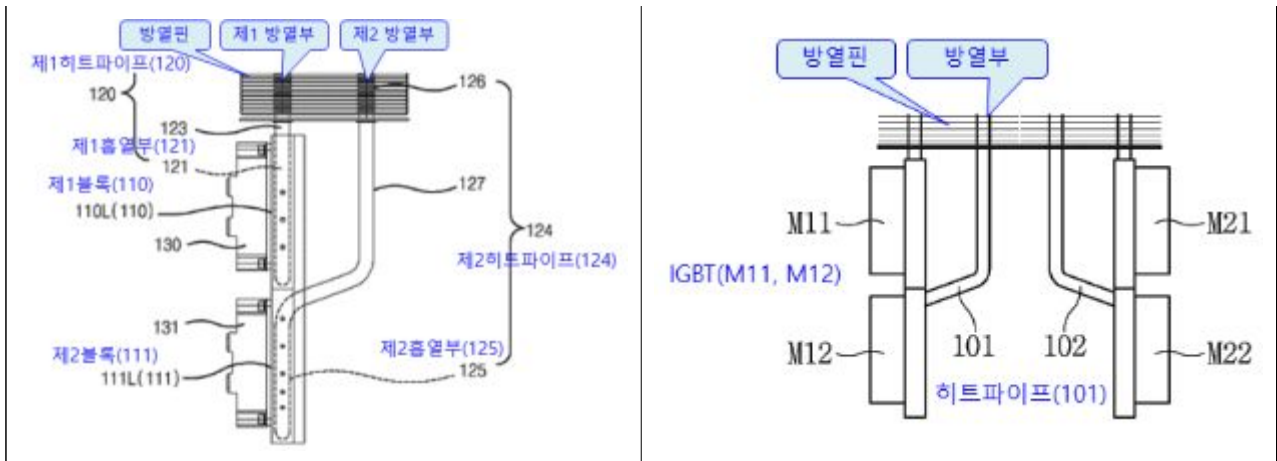 방열핀
제1 방열부
제2 방열부
제1히트파이프(120)
120
126
123
제1흡열부(121)
121
제1블록(110)
127
110L(110)
130
124
제2히트파이프(124)
131
제2블록(111)
제2흡열부(125)
111L(111)
125
방열핀
방열부
M11
M21
IGBT(M11, M12)
M12
101
102
M22
히트파이프(101)